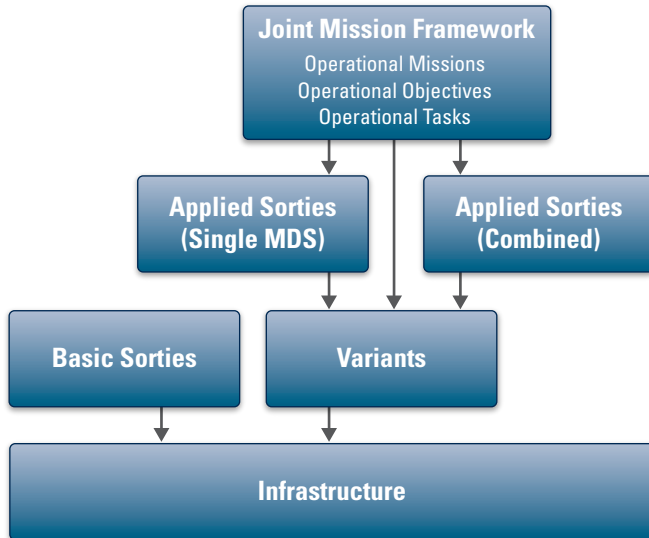 Joint Mission Framework
Operational Missions
Operational Objectives
Operational Tasks
Applied Sorties
(Single MDS)
Applied Sorties
(Combined)
Basic Sorties
Variants
Infrastructure